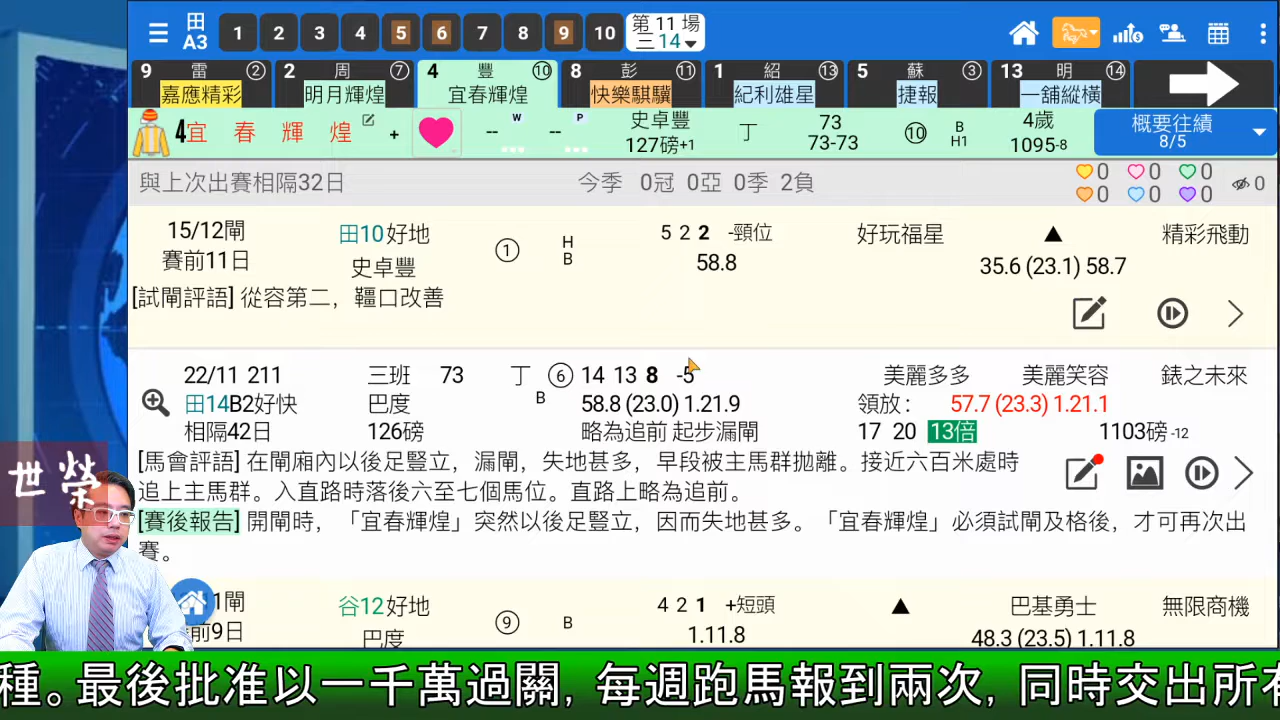 田 A3 1 2 3 4 5 6 7 8 9 10 第 11 場 三 14
9 雷 ② 嘉應精彩
2 周 ⑦ 明月輝煌
4 豐 ⑩ 宜春輝煌
8 彭 ⑪ 快樂騏驥
1 紹 ⑬ 紀利雄星
5 蘇 ③ 捷報
13 明 ⑭ 一舖縱橫
4宜春輝煌 + -- W -- P 史卓豐 127磅+1 丁 73 73-73 ⑩ B H1 4歲 1095-8 概要往績 8/5
與上次出賽相隔32日 今季 0冠 0亞 0季 2負 0 0 0 0 0 0 0
15/12閘 田10好地 ① H B 5 2 2 -頸位 好玩福星 ▲ 精彩飛動
賽前11日 史卓豐 58.8 35.6 (23.1) 58.7
[試閘評語] 從容第二，韁口改善
22/11 211 三班 73 丁 ⑥ 14 13 8 -5 美麗多多 美麗笑容 錶之未來
田14B2好快 巴度 B 58.8 (23.0) 1.21.9 領放： 57.7 (23.3) 1.21.1
相隔42日 126磅 略為追前 起步漏閘 17 20 13倍 1103磅 -12
[馬會評語] 在閘廂內以後足豎立，漏閘，失地甚多，早段被主馬群拋離。接近六百米處時
追上主馬群。入直路時落後六至七個馬位。直路上略為追前。
[賽後報告] 開閘時，「宜春輝煌」突然以後足豎立，因而失地甚多。「宜春輝煌」必須試閘及格後，才可再次出
賽。
1閘 谷12好地 ⑨ B 4 2 1 +短頭 ▲ 巴基勇士 無限商機
前9日 巴度 1.11.8 48.3 (23.5) 1.11.8
世榮
種。最後批准以一千萬過關，每週跑馬報到兩次，同時交出所有